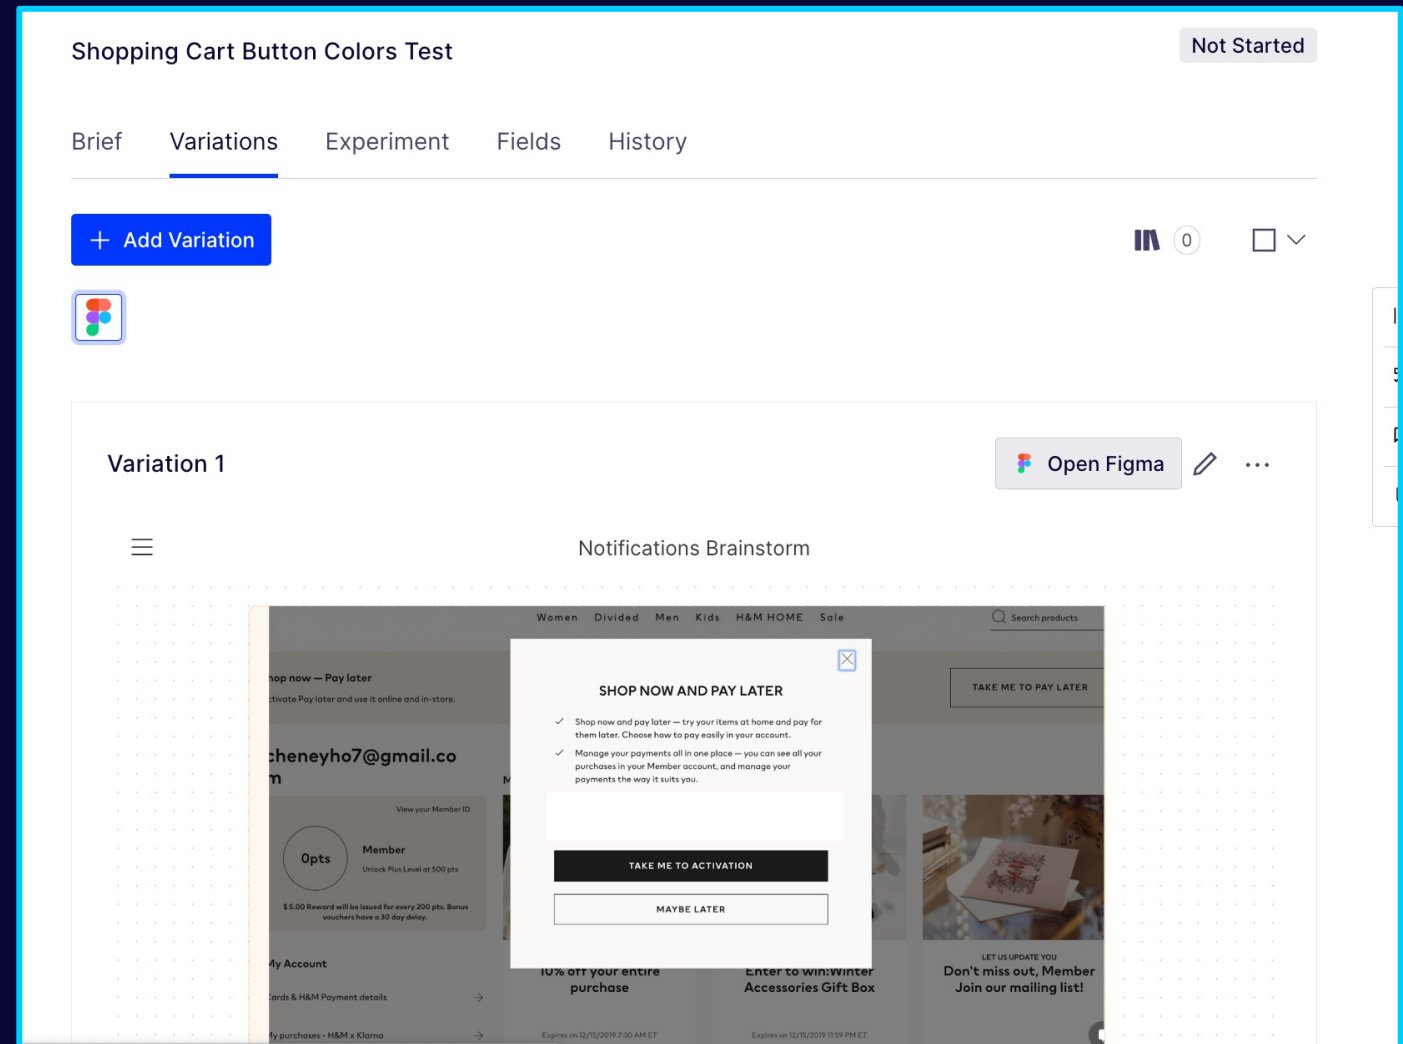 Shopping Cart Button Colors Test
Not Started
Brief
Variations
Experiment
Fields
History
+ Add Variation
0
Variation 1
Open Figma
...
Notifications Brainstorm
Women Divided Men Kids H&M HOME Sale
Search products
hop now — Pay later
ctivate Pay later and use it online and in-store.
TAKE ME TO PAY LATER
SHOP NOW AND PAY LATER
Shop now and pay later — try your items at home and pay for
them later. Choose how to pay easily in your account.
Manage your payments all in one place — you can see all your
purchases in your Member account, and manage your
payments the way it suits you.
TAKE ME TO ACTIVATION
MAYBE LATER
cheneyho7@gmail.co
m
View your Member ID
0pts
Member
Unlock Plus Level at 500 pts
$ 5.00 Reward will be issued for every 200 pts. Bonus
vouchers have a 30 day delay.
My Account
Cards & H&M Payment details
My purchases - H&M x Klarna
M
10% off your entire
purchase
Expires on 12/15/2019 7:30 AM ET
Enter to win:Winter
Accessories Gift Box
Expires on 12/15/2019 11:59 PM ET
LET US UPDATE YOU
Don't miss out, Member
Join our mailing list!